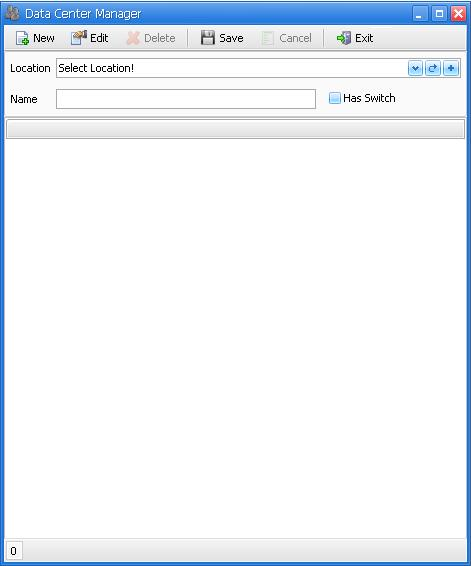 Data Center Manager
New Edit Delete Save Cancel Exit
Location Select Location!
Name Has Switch
0